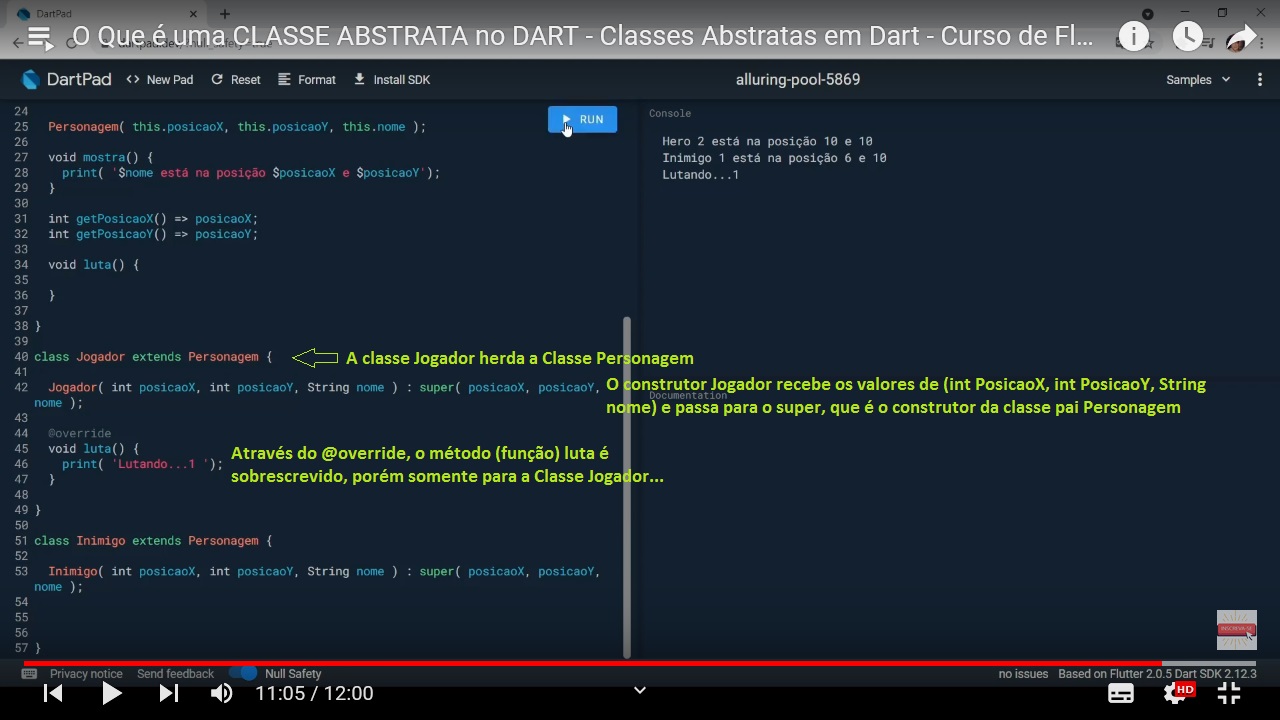 DartPad
O Que é uma CLASSE ABSTRATA no DART - Classes Abstratas em Dart - Curso de Fl...
DartPad <> New Pad Reset Format Install SDK alluring-pool-5869 Samples
RUN
24
25 Personagem( this.posicaoX, this.posicaoY, this.nome );
26
27 void mostra() {
28 print( '$nome está na posição $posicaoX e $posicaoY');
29 }
30
31 int getPosicaoX() => posicaoX;
32 int getPosicaoY() => posicaoY;
33
34 void luta() {
35
36 }
37
38 }
39
40 class Jogador extends Personagem {
41
42 Jogador( int posicaoX, int posicaoY, String nome ) : super( posicaoX, posicaoY,
nome );
43
44 @override
45 void luta() {
46 print( 'Lutando...1 ');
47 }
48
49 }
50
51 class Inimigo extends Personagem {
52
53 Inimigo( int posicaoX, int posicaoY, String nome ) : super( posicaoX, posicaoY,
nome );
54
55
56
57 }
A classe Jogador herda a Classe Personagem
O construtor Jogador recebe os valores de (int PosicaoX, int PosicaoY, String
nome) e passa para o super, que é o construtor da classe pai Personagem
Através do @override, o método (função) luta é
sobrescrevido, porém somente para a Classe Jogador...
Console
Hero 2 está na posição 10 e 10
Inimigo 1 está na posição 6 e 10
Lutando...1
Documentation
INSCREVA-SE
Privacy notice Send feedback Null Safety no issues Based on Flutter 2.0.5 Dart SDK 2.12.3
11:05 / 12:00
HD